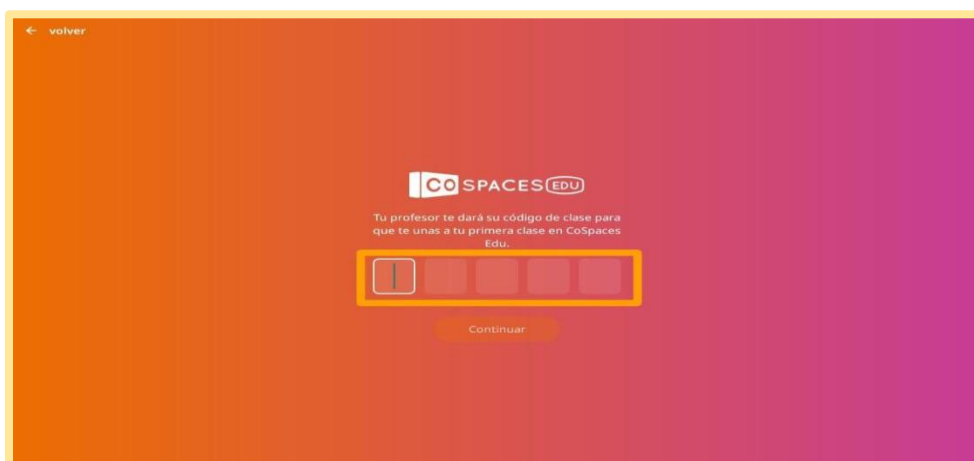 ← volver
CO SPACES EDU
Tu profesor te dará su código de clase para
que te unas a tu primera clase en CoSpaces
Edu.
Continuar